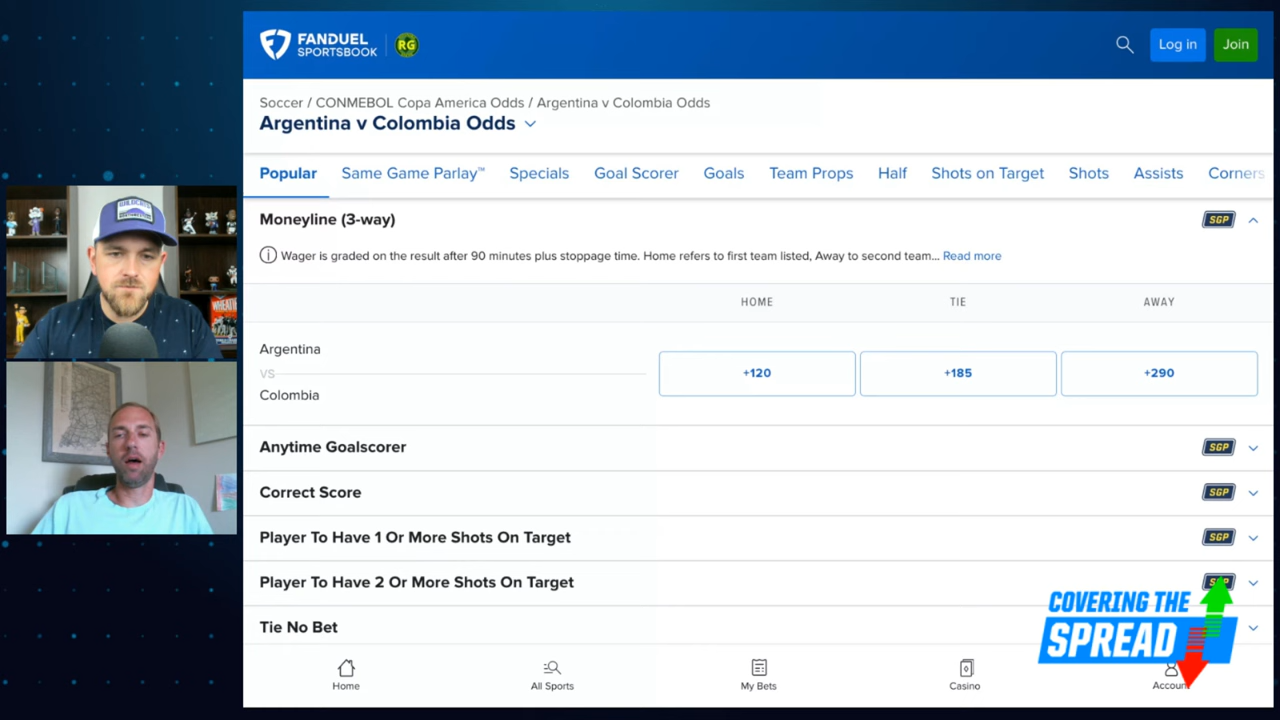 FANDUEL
SPORTSBOOK
RG
Log in
Join
Soccer / CONMEBOL Copa America Odds / Argentina v Colombia Odds
Argentina v Colombia Odds
Popular
Same Game Parlay™
Specials
Goal Scorer
Goals
Team Props
Half
Shots on Target
Shots
Assists
Corners
Moneyline (3-way)
SGP
Wager is graded on the result after 90 minutes plus stoppage time. Home refers to first team listed, Away to second team... Read more
HOME
TIE
AWAY
Argentina
VS
Colombia
+120
+185
+290
Anytime Goalscorer
SGP
Correct Score
SGP
Player To Have 1 Or More Shots On Target
SGP
Player To Have 2 Or More Shots On Target
SGP
Tie No Bet
COVERING THE
SPREAD
Home
All Sports
My Bets
Casino
Account
WILDCATS
WHEATIES